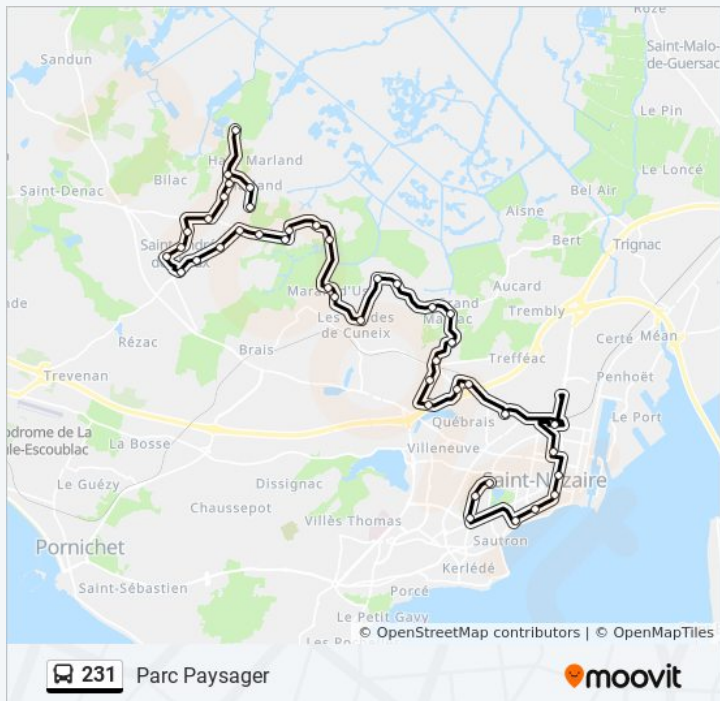 Roze
Sandun
Saint-Malo-
de-Guersac
Le Pin
Marland
Le Loncé
Bilac
Saint-Denac
Bel Air
Aisne
Bert
Trignac
Aucard
Trembly
Certé Méan
de Cuneix
Rézac
Brais
Treffféac
Trevenan
Penhoët
Le Port
La Bosse
Québrais
Villeneuve
Le Guézy
Dissignac
Saint-Nazaire
Chaussepot
Villès Thomas
Pornichet
Sautron
Kerlédé
Saint-Sébastien
Porcé
Le Petit Gavy
© OpenStreetMap contributors | © OpenMapTiles
231 Parc Paysager
moovit